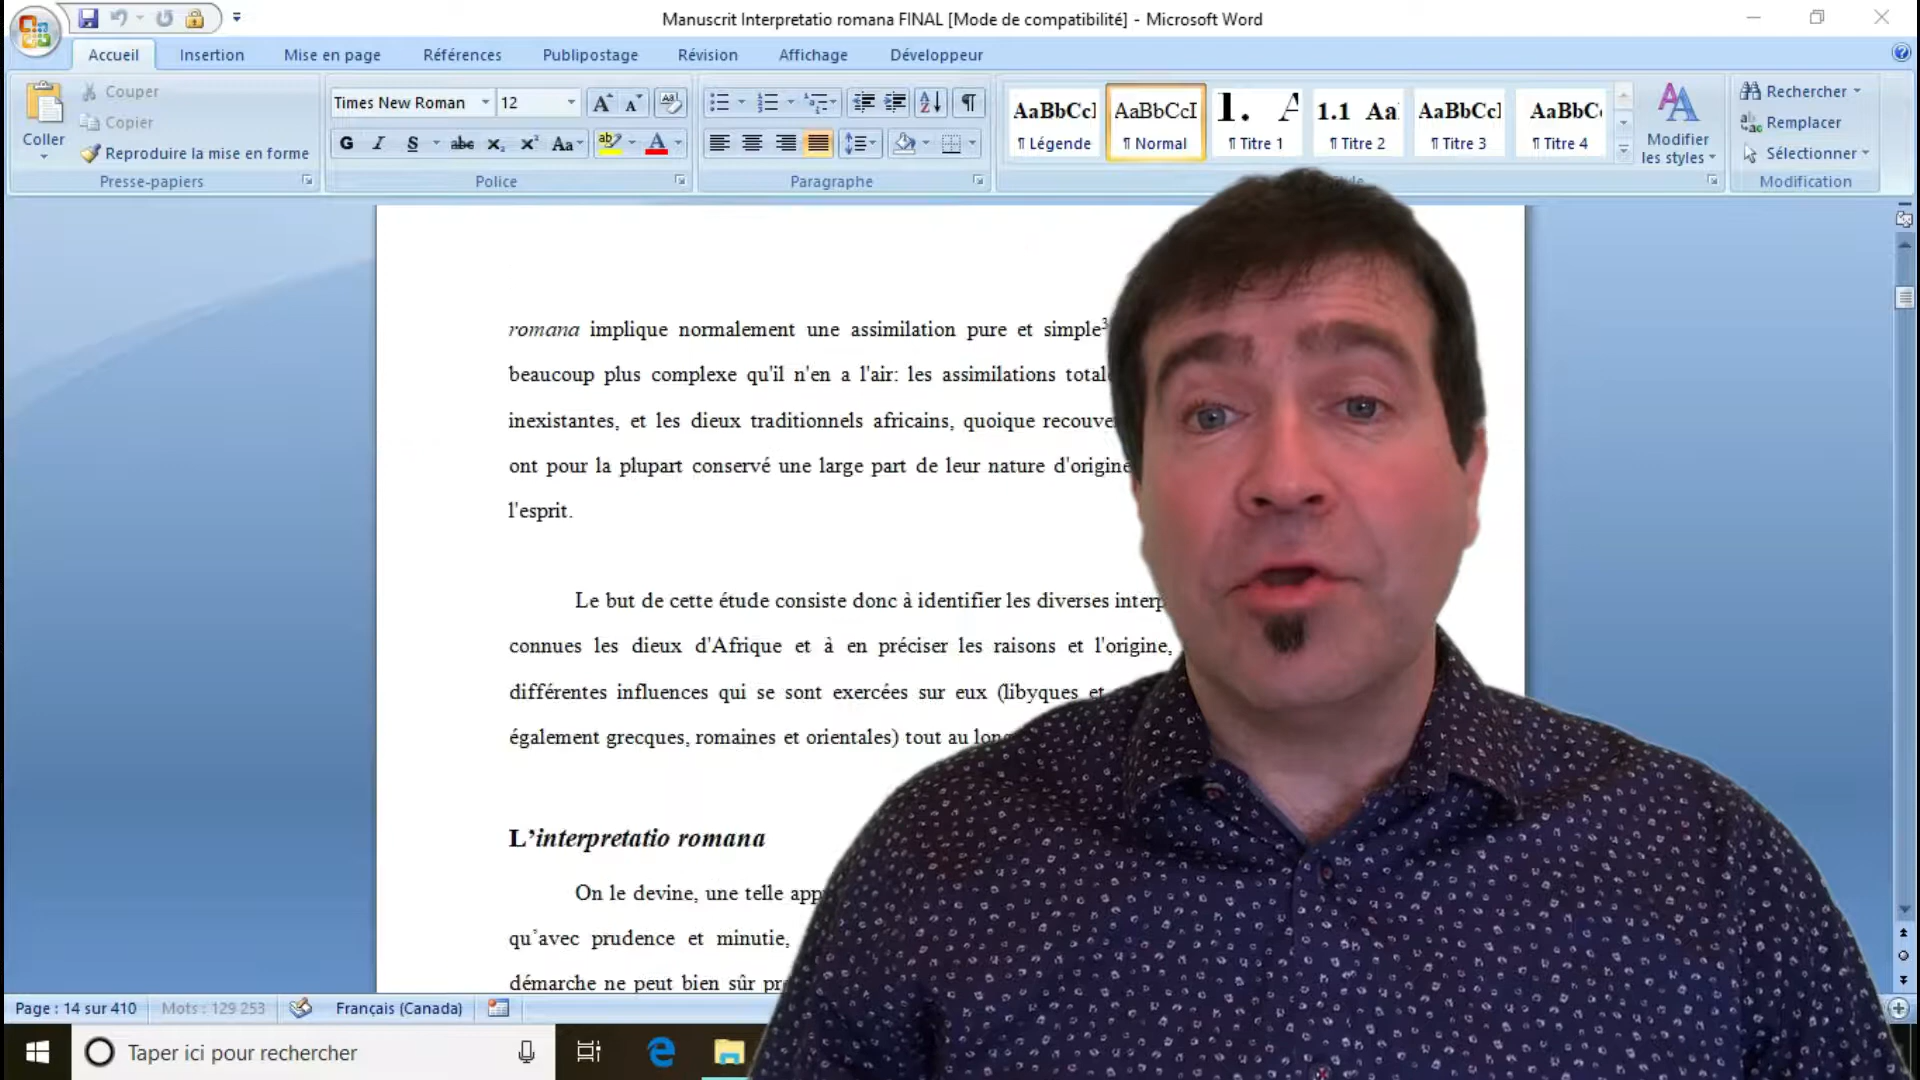 Manuscrit Interpretatio romana FINAL [Mode de compatibilité] - Microsoft Word
Accueil Insertion Mise en page Références Publipostage Révision Affichage Développeur
Coller
Couper
Copier
Reproduire la mise en forme
Presse-papiers
Times New Roman 12
G I S abc X₂ X² Aa
Police
Paragraphe
AaBbCcI AaBbCcI 1. A 1.1 Aa AaBbCcI AaBbCc
¶ Légende ¶ Normal ¶ Titre 1 ¶ Titre 2 ¶ Titre 3 ¶ Titre 4
Modifier
les styles
Rechercher
Remplacer
Sélectionner
Modification
romana implique normalement une assimilation pure et simple³
beaucoup plus complexe qu'il n'en a l'air: les assimilations
inexistantes, et les dieux traditionnels africains, quoique
ont pour la plupart conservé une large part de leur nature d'origine
l'esprit.
Le but de cette étude consiste donc à identifier les diverses
connues les dieux d'Afrique et à en préciser les raisons et l'origine,
différentes influences qui se sont exercées sur eux (libyques et
également grecques, romaines et orientales) tout au
L'interpretatio romana
On le devine, une telle
qu'avec prudence et minutie,
démarche ne peut bien sûr
Page : 14 sur 410 Mots : 129 253 Français (Canada)
Taper ici pour rechercher